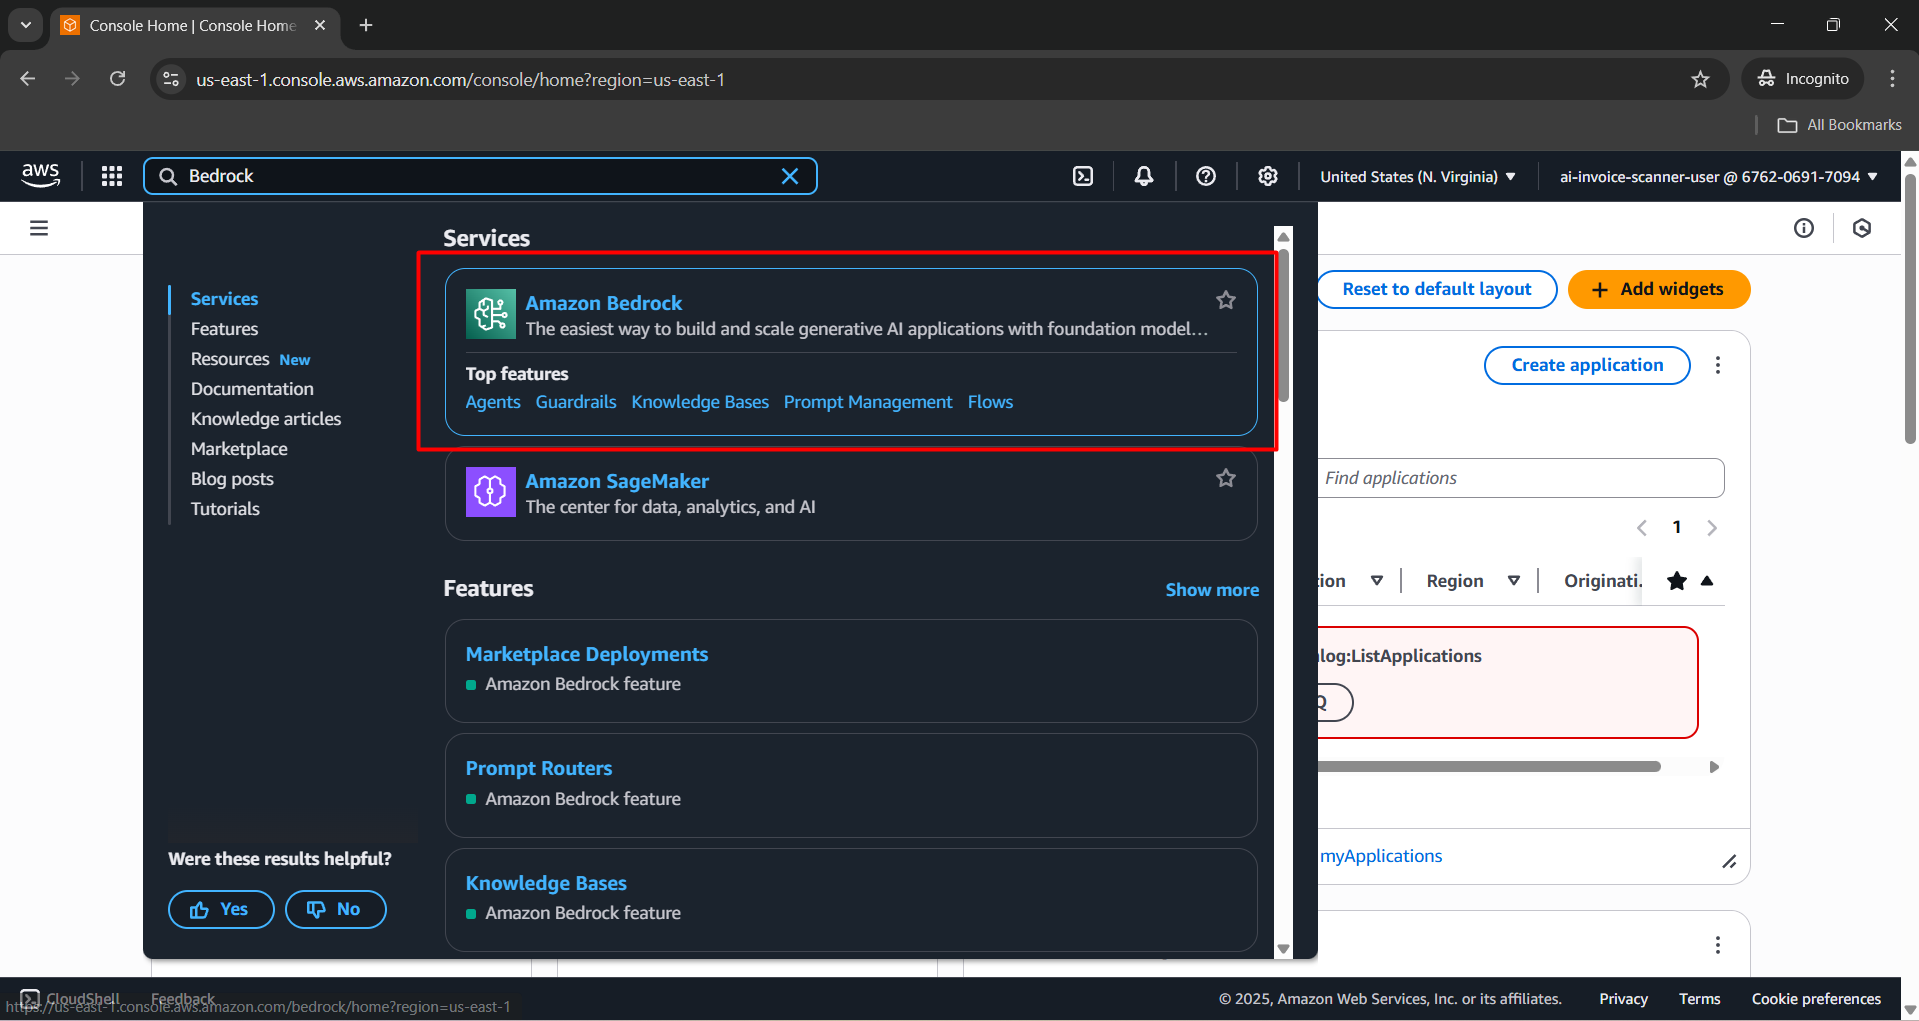 Console Home | Console Home
us-east-1.console.aws.amazon.com/console/home?region=us-east-1
Incognito
All Bookmarks
aws
Bedrock
United States (N. Virginia)
ai-invoice-scanner-user @ 6762-0691-7094
Services
Features
Resources New
Documentation
Knowledge articles
Marketplace
Blog posts
Tutorials
Were these results helpful?
Yes
No
Services
Amazon Bedrock
The easiest way to build and scale generative AI applications with foundation model...
Top features
Agents Guardrails Knowledge Bases Prompt Management Flows
Amazon SageMaker
The center for data, analytics, and AI
Features
Show more
Marketplace Deployments
Amazon Bedrock feature
Prompt Routers
Amazon Bedrock feature
Knowledge Bases
Amazon Bedrock feature
Reset to default layout
+ Add widgets
Create application
Find applications
1
tion
Region
Originati.
log:ListApplications
Q
myApplications
CloudShell
Feedback
https://us-east-1.console.aws.amazon.com/bedrock/home?region=us-east-1
© 2025, Amazon Web Services, Inc. or its affiliates.
Privacy
Terms
Cookie preferences